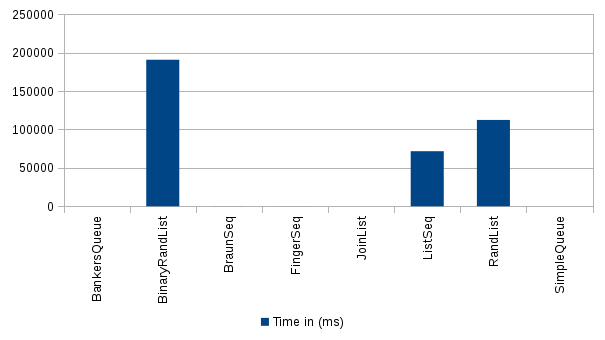 250000
200000
150000
100000
50000
0
BankersQueue
BinaryRandList
BraunSeq
FingerSeq
JoinList
ListSeq
RandList
SimpleQueue
Time in (ms)